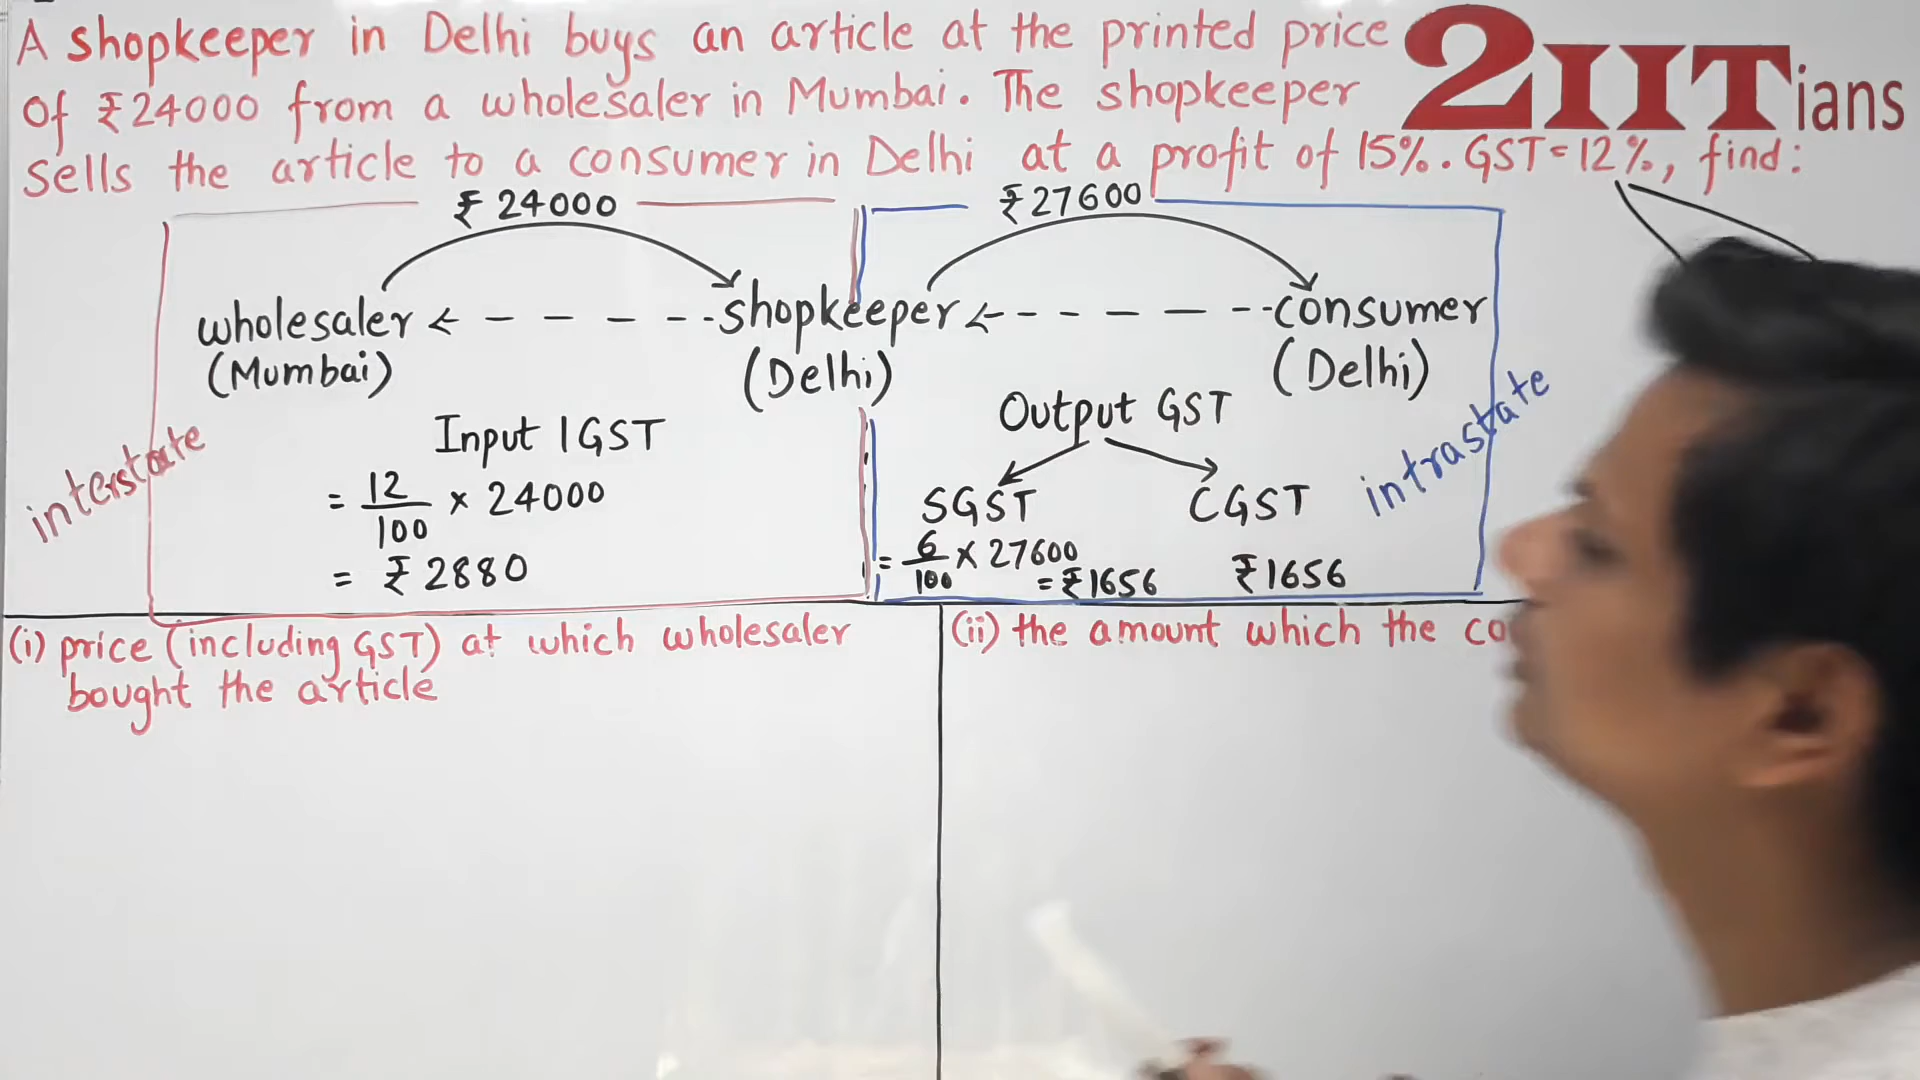 A shopkeeper in Delhi buys an article at the printed price
of ₹24000 from a wholesaler in Mumbai. The shopkeeper
sells the article to a consumer in Delhi at a profit of 15%. GST=12%, find:
2IITians
₹24000
₹27600
wholesaler
shopkeeper
consumer
(Mumbai)
(Delhi)
(Delhi)
interstate
Input IGST
= 12/100 × 24000
= ₹2880
Output GST
SGST
CGST
= 6/100 × 27600
= ₹1656
₹1656
intrastate
(i) price (including GST) at which wholesaler
bought the article
(ii) the amount which the